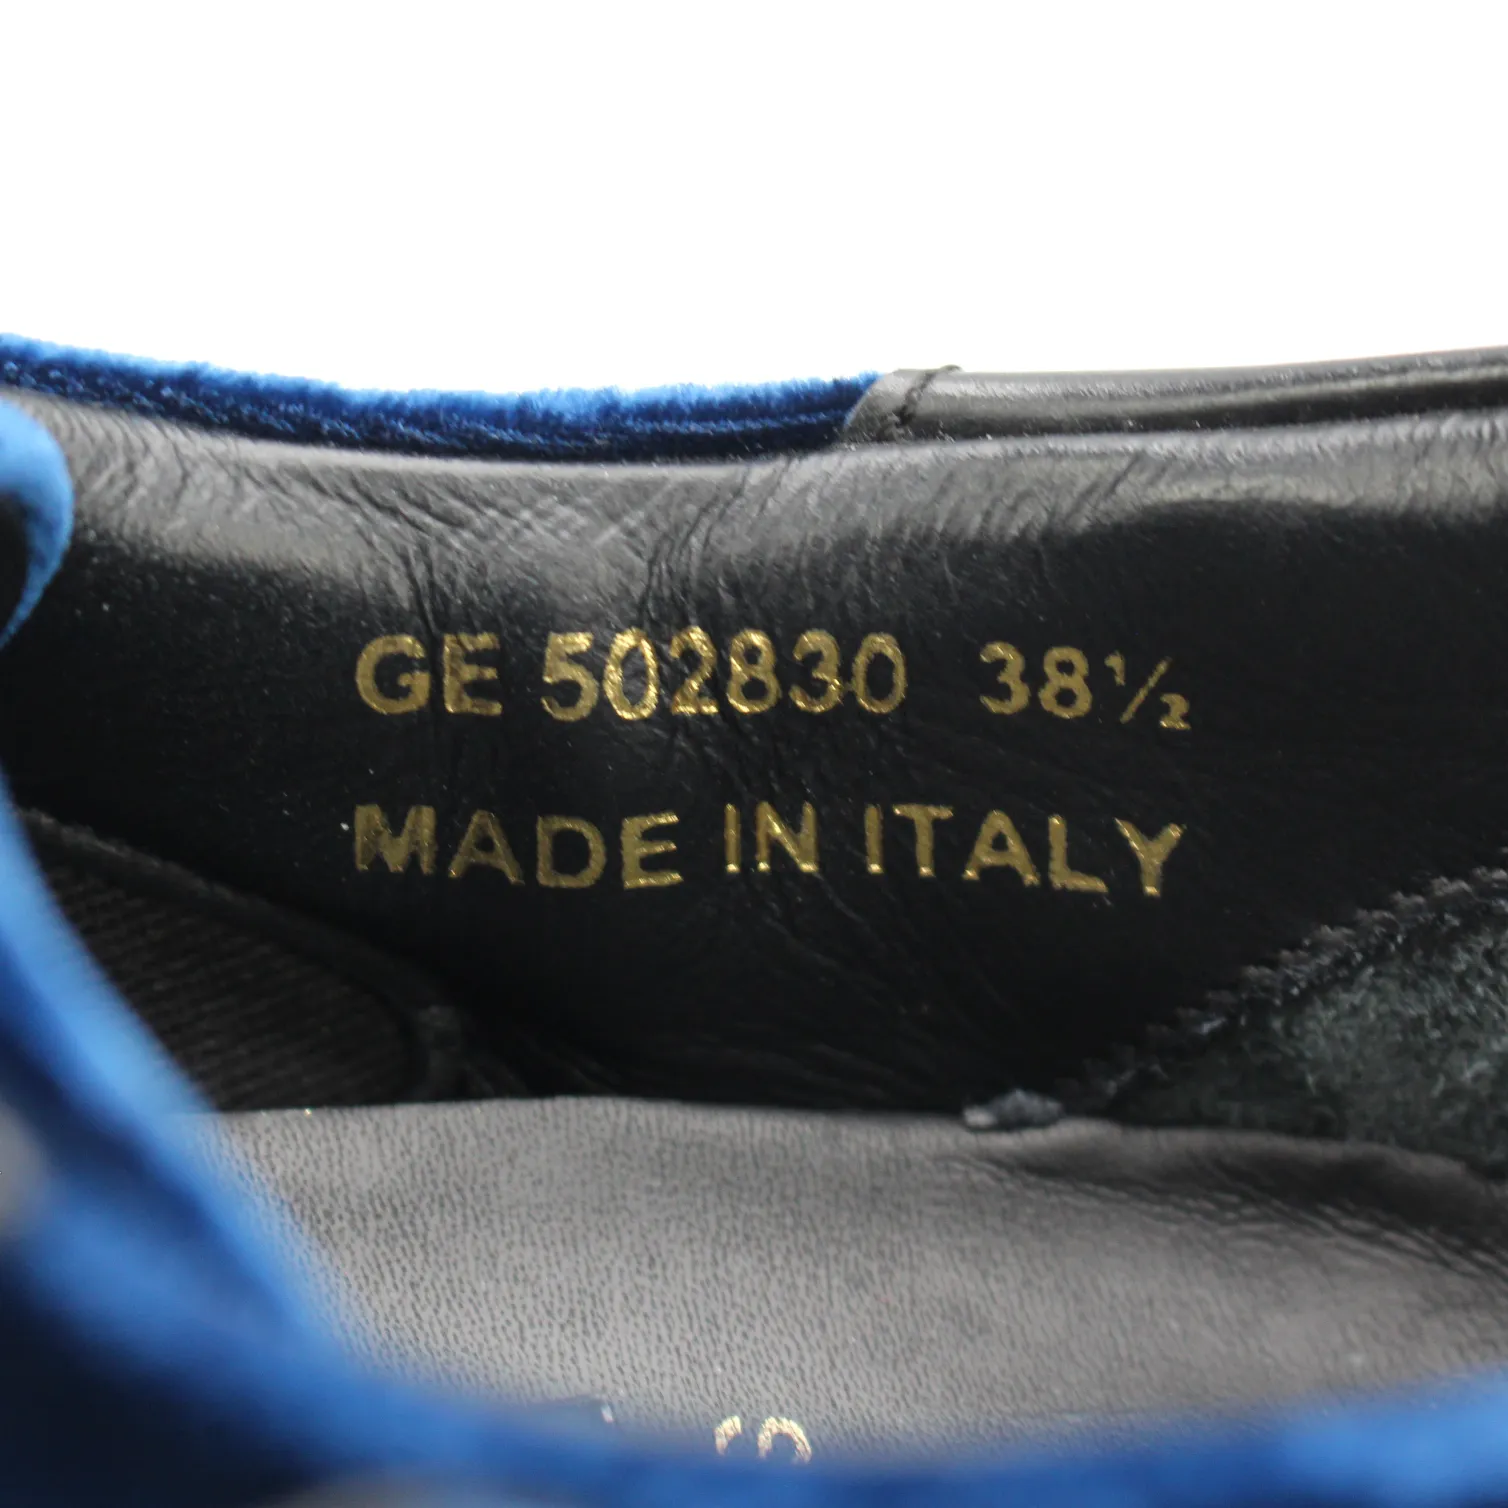 GE 502830 38½
MADE IN ITALY